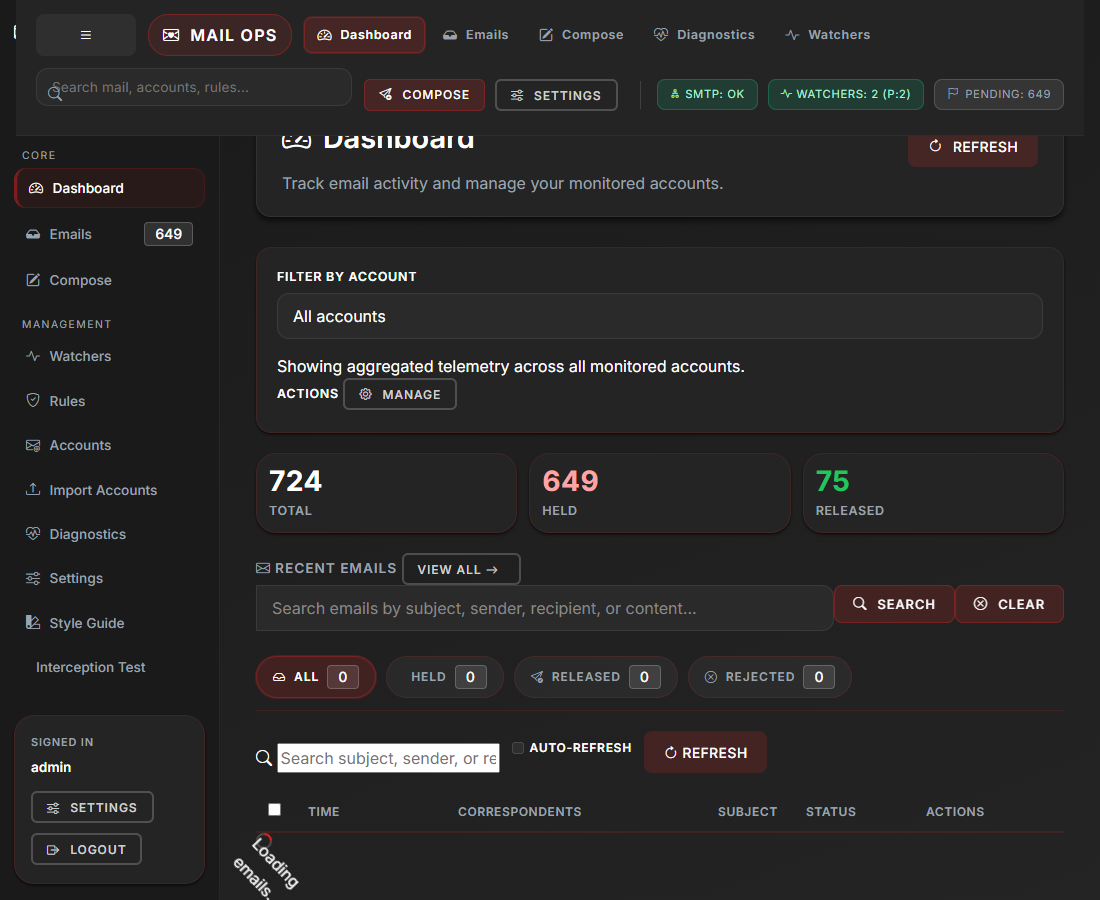 MAIL OPS
Dashboard
Emails
Compose
Diagnostics
Watchers
Search mail, accounts, rules...
COMPOSE
SETTINGS
SMTP: OK
WATCHERS: 2 (P:2)
PENDING: 649
CORE
Dashboard
Emails 649
Compose
MANAGEMENT
Watchers
Rules
Accounts
Import Accounts
Diagnostics
Settings
Style Guide
Interception Test
SIGNED IN
admin
SETTINGS
LOGOUT
Dashboard
REFRESH
Track email activity and manage your monitored accounts.
FILTER BY ACCOUNT
All accounts
Showing aggregated telemetry across all monitored accounts.
ACTIONS MANAGE
724
TOTAL
649
HELD
75
RELEASED
RECENT EMAILS VIEW ALL →
Search emails by subject, sender, recipient, or content...
SEARCH
CLEAR
ALL 0
HELD 0
RELEASED 0
REJECTED 0
Search subject, sender, or re
AUTO-REFRESH
REFRESH
TIME CORRESPONDENTS SUBJECT STATUS ACTIONS
Loading
emails.